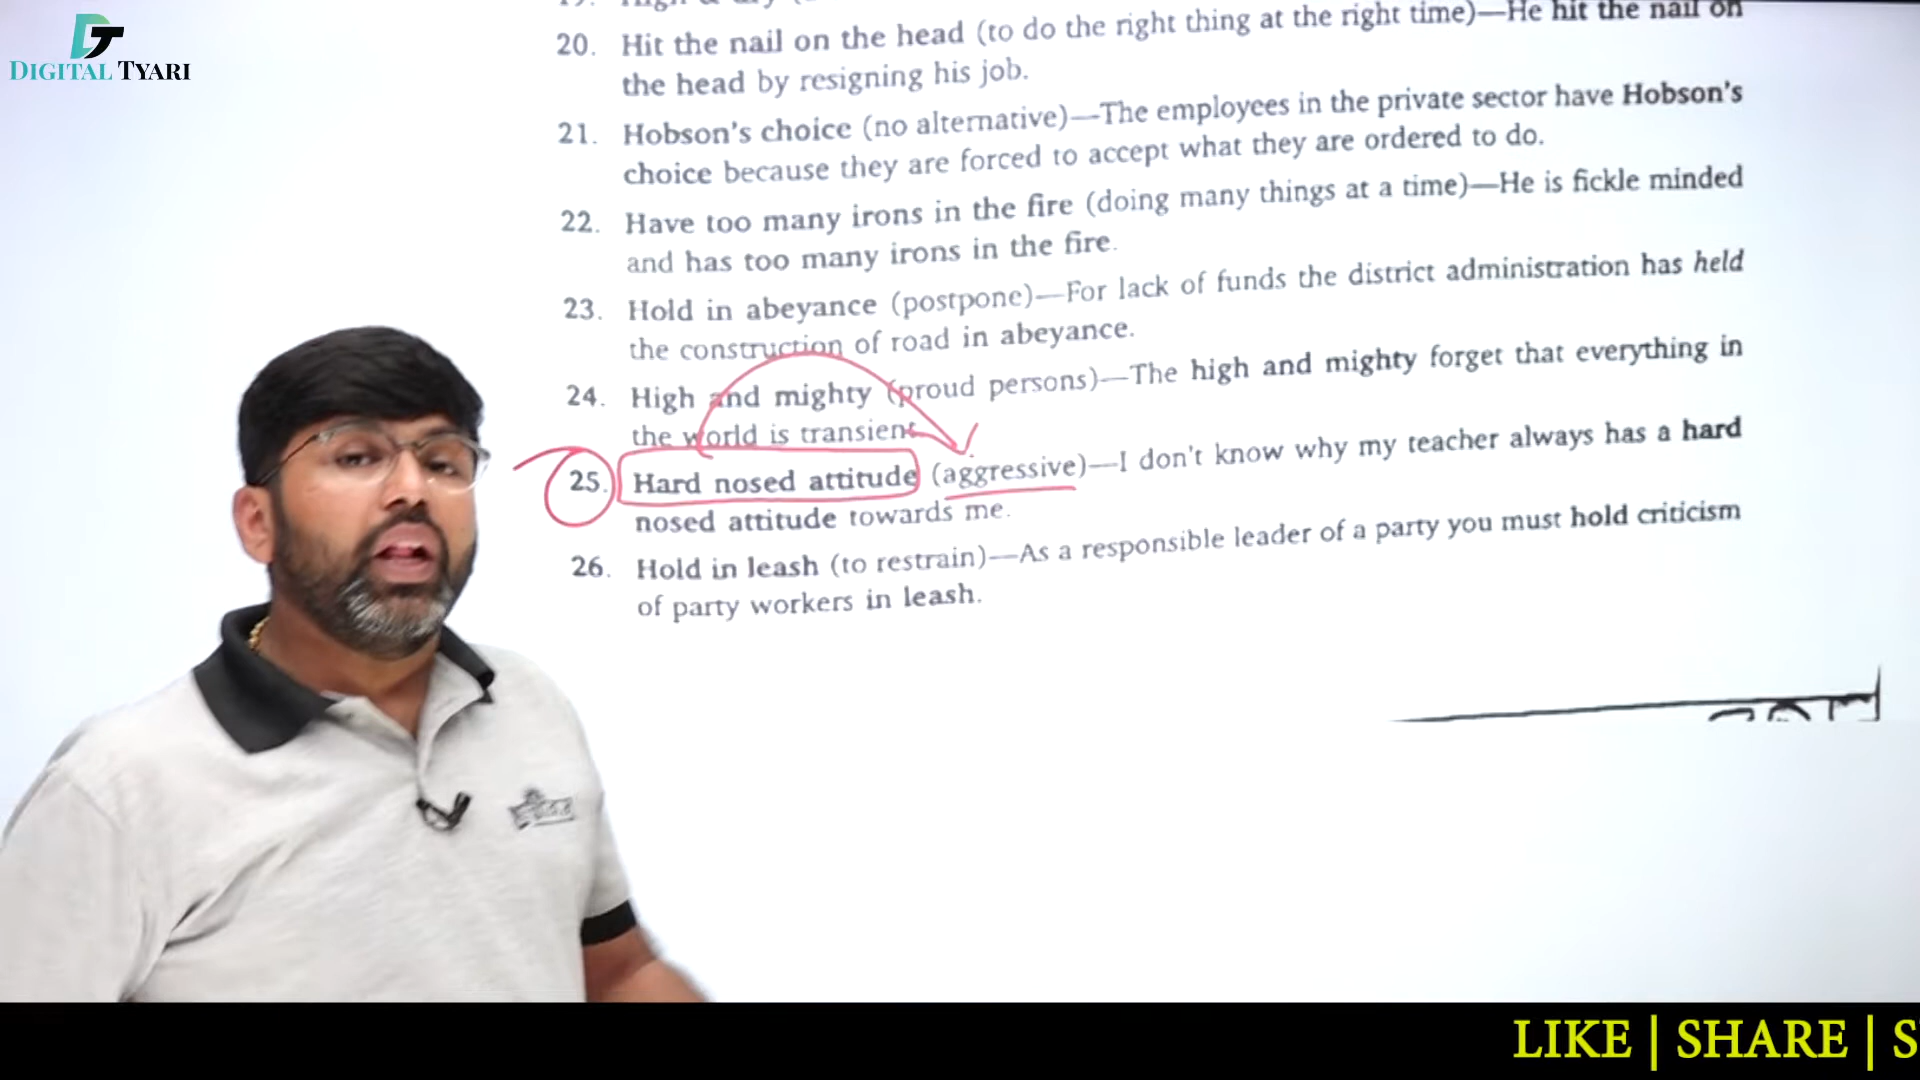 DIGITAL TYARI
20. Hit the nail on the head (to do the right thing at the right time)—He hit the nail on
the head by resigning his job.
21. Hobson's choice (no alternative)—The employees in the private sector have Hobson's
choice because they are forced to accept what they are ordered to do.
22. Have too many irons in the fire (doing many things at a time)—He is fickle minded
and has too many irons in the fire.
23. Hold in abeyance (postpone)—For lack of funds the district administration has held
the construction of road in abeyance.
24. High and mighty (proud persons)—The high and mighty forget that everything in
the world is transient
25. Hard nosed attitude (aggressive)—I don't know why my teacher always has a hard
nosed attitude towards me.
26. Hold in leash (to restrain)—As a responsible leader of a party you must hold criticism
of party workers in leash.
LIKE | SHARE | S